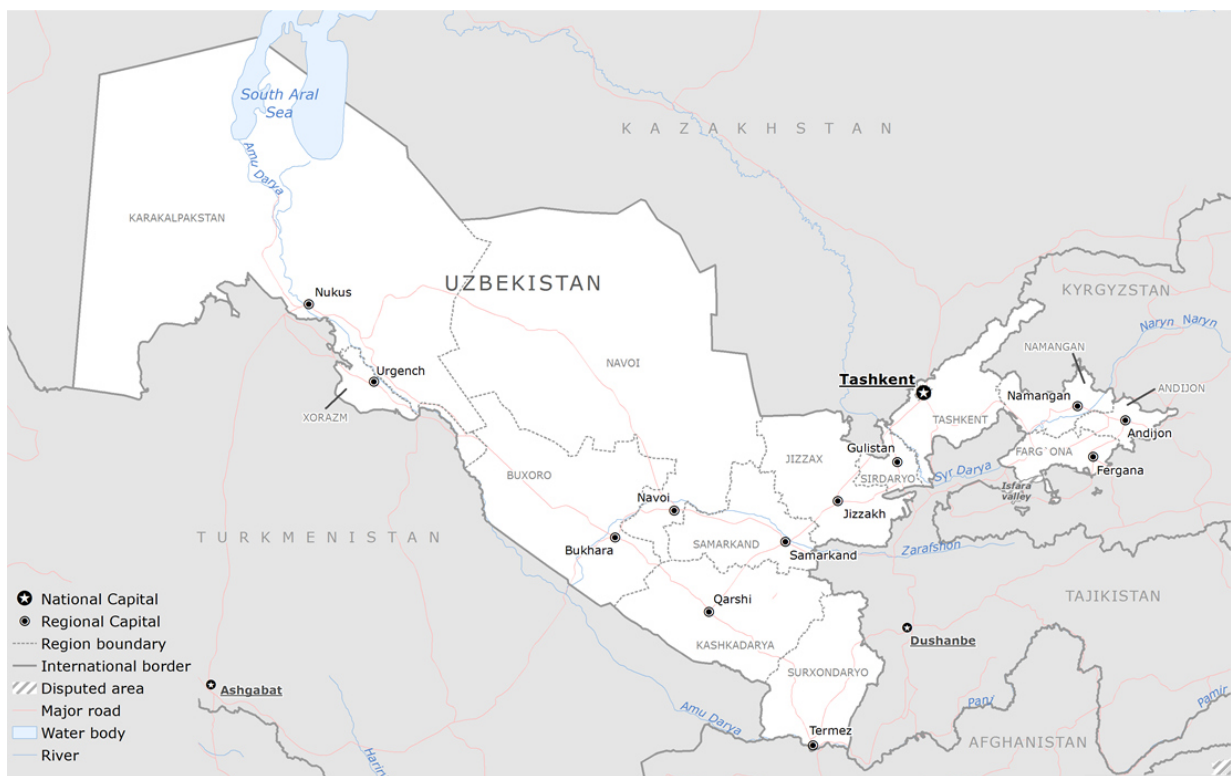 South Aral
Sea
KAZAKHSTAN
Amu Darya
KARAKALPAKSTAN
UZBEKISTAN
KYRGYZSTAN
Nukus
Naryn
Naryn
NAMANGAN
NAVOI
Urgench
Tashkent
ANDIJON
XORAZM
Namangan
TASHKENT
Andijon
Gulistan
JIZZAX
FARG`ONA
Fergana
BUXORO
SIRDARYO
Syr Darya
Isfara
valley
Navoi
Jizzakh
TURKMENISTAN
Bukhara
SAMARKAND
Samarkand
Zarafshon
TAJIKISTAN
Qarshi
Dushanbe
KASHKADARYA
SURXONDARYO
Ashgabat
Panj
Pamir
Amu Darya
Termez
AFGHANISTAN
Harir
National Capital
Regional Capital
Region boundary
International border
Disputed area
Major road
Water body
River